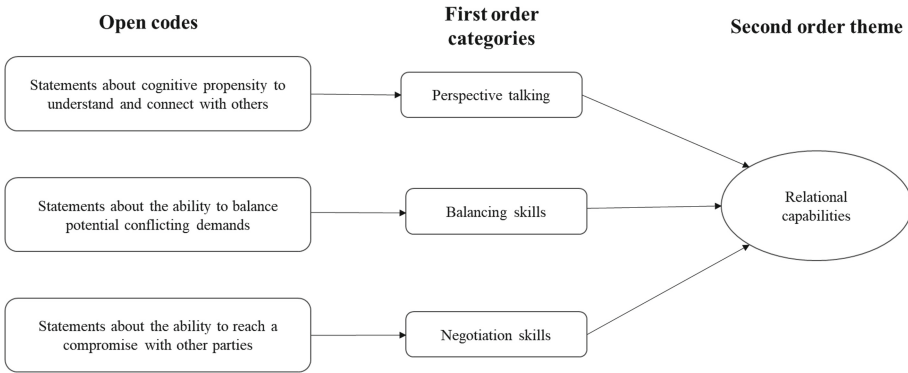 Open codes
First order
categories
Second order theme
Statements about cognitive propensity to
understand and connect with others
Perspective talking
Statements about the ability to balance
potential conflicting demands
Balancing skills
Relational
capabilities
Statements about the ability to reach a
compromise with other parties
Negotiation skills